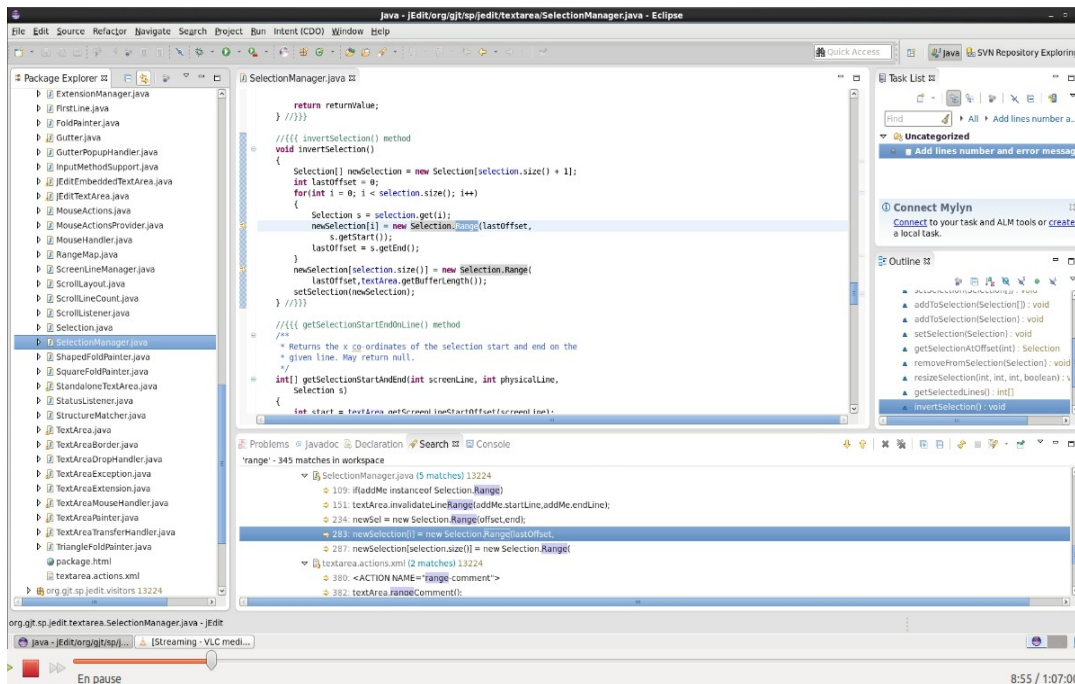 Java - jEdit/org/gjt/sp/jedit/textarea/SelectionManager.java - Eclipse
File Edit Source Refactor Navigate Search Project Run Intent (CDO) Window Help
Quick Access
Java
SVN Repository Exploring
Package Explorer
ExtensionManager.java
FirstLine.java
FoldPainter.java
Gutter.java
GutterPopupHandler.java
InputMethodSupport.java
JEditEmbeddedTextArea.java
JEditTextArea.java
MouseActions.java
MouseActionsProvider.java
MouseHandler.java
RangeMap.java
ScreenLineManager.java
ScrollLayout.java
ScrollLineCount.java
ScrollListener.java
Selection.java
SelectionManager.java
ShapedFoldPainter.java
SquareFoldPainter.java
StandaloneTextArea.java
StatusListener.java
StructureMatcher.java
TextArea.java
TextAreaBorder.java
TextAreaDropHandler.java
TextAreaException.java
TextAreaExtension.java
TextAreaMouseHandler.java
TextAreaPainter.java
TextAreaTransferHandler.java
TriangleFoldPainter.java
package.html
textarea.actions.xml
org.gjt.sp.jedit.visitors 13224
SelectionManager.java
return returnValue;
} //}}}
//{{{ invertSelection() method
void invertSelection()
{
Selection[] newSelection = new Selection[selection.size() + 1];
int lastOffset = 0;
for(int i = 0; i < selection.size(); i++)
{
Selection s = selection.get(i);
newSelection[i] = new Selection.Range(lastOffset,
s.getStart());
lastOffset = s.getEnd();
}
newSelection[selection.size()] = new Selection.Range(
lastOffset,textArea.getBufferLength());
setSelection(newSelection);
} //}}}
//{{{ getSelectionStartEndOnLine() method
/**
* Returns the x co-ordinates of the selection start and end on the
* given line. May return null.
*/
int[] getSelectionStartAndEnd(int screenLine, int physicalLine,
Selection s)
{
int start = textArea.getScreenLineStartOffset(screenLine);
Task List
Find
All
Add lines number a..
Uncategorized
Add lines number and error messag
Connect Mylyn
Connect to your task and ALM tools or create
a local task.
Outline
setSelection(Selection[]) : void
addToSelection(Selection[]) : void
addToSelection(Selection) : void
setSelection(Selection) : void
getSelectionAtOffset(int) : Selection
removeFromSelection(Selection) : void
resizeSelection(int, int, int, boolean) : v
getSelectedLines() : int[]
invertSelection() : void
Problems Javadoc Declaration Search Console
'range' - 345 matches in workspace
SelectionManager.java (5 matches) 13224
109: if(addMe instanceof Selection.Range)
151: textArea.invalidateLineRange(addMe.startLine,addMe.endLine);
234: newSel = new Selection.Range(offset,end);
283: newSelection[i] = new Selection.Range(lastOffset,
287: newSelection[selection.size()] = new Selection.Range(
textarea.actions.xml (2 matches) 13224
380: <ACTION NAME="range-comment">
382: textArea.rangeComment();
org.gjt.sp.jedit.textarea.SelectionManager.java - jEdit
Java - jEdit/org/gjt/sp/j...
[Streaming - VLC medi...
En pause
8:55 / 1:07:00